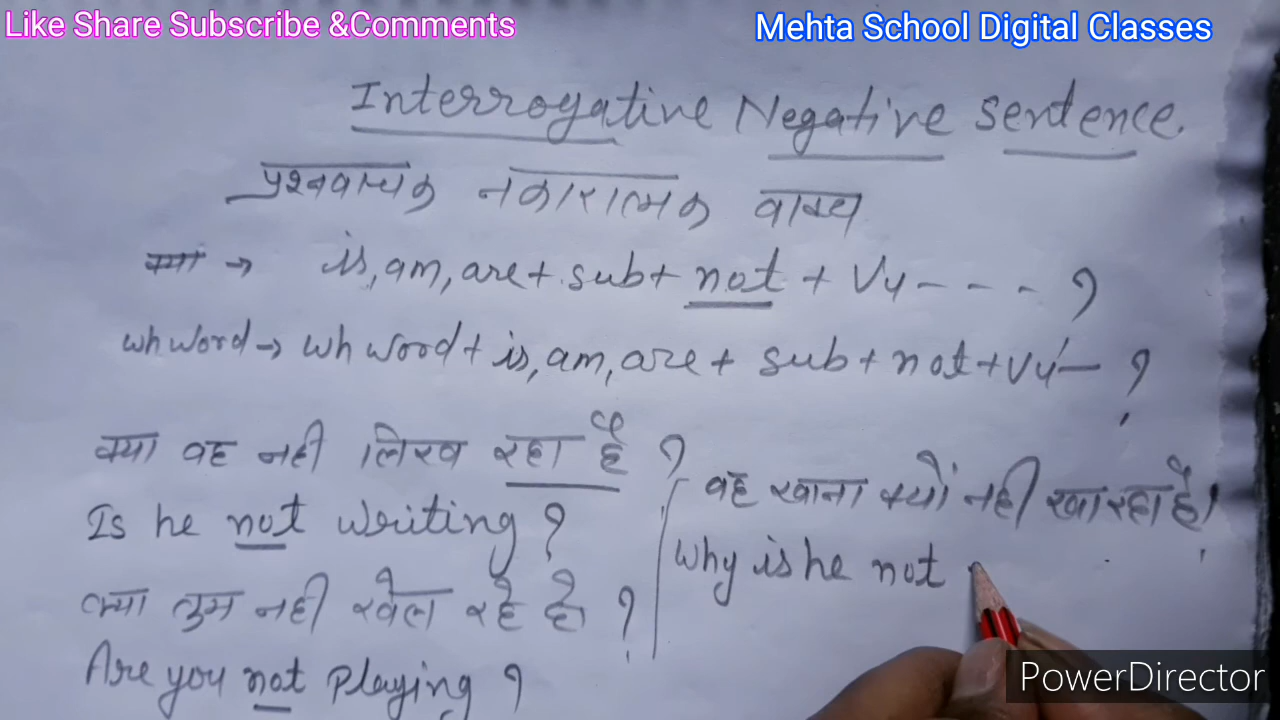 Like Share Subscribe &Comments
Mehta School Digital Classes
Interrogative Negative Sentence.
प्रश्नवाचक नकारात्मक वाक्य
क्या → is, am, are + sub + not + V4 - - - ?
wh word → wh word + is, am, are + sub + not + V4 — ?
क्या वह नही लिख रहा है ?
Is he not writing ?
क्या तुम नही खेल रहे हो ?
Are you not playing ?
वह खाना क्यों नही खा रहा है।
Why is he not
PowerDirector